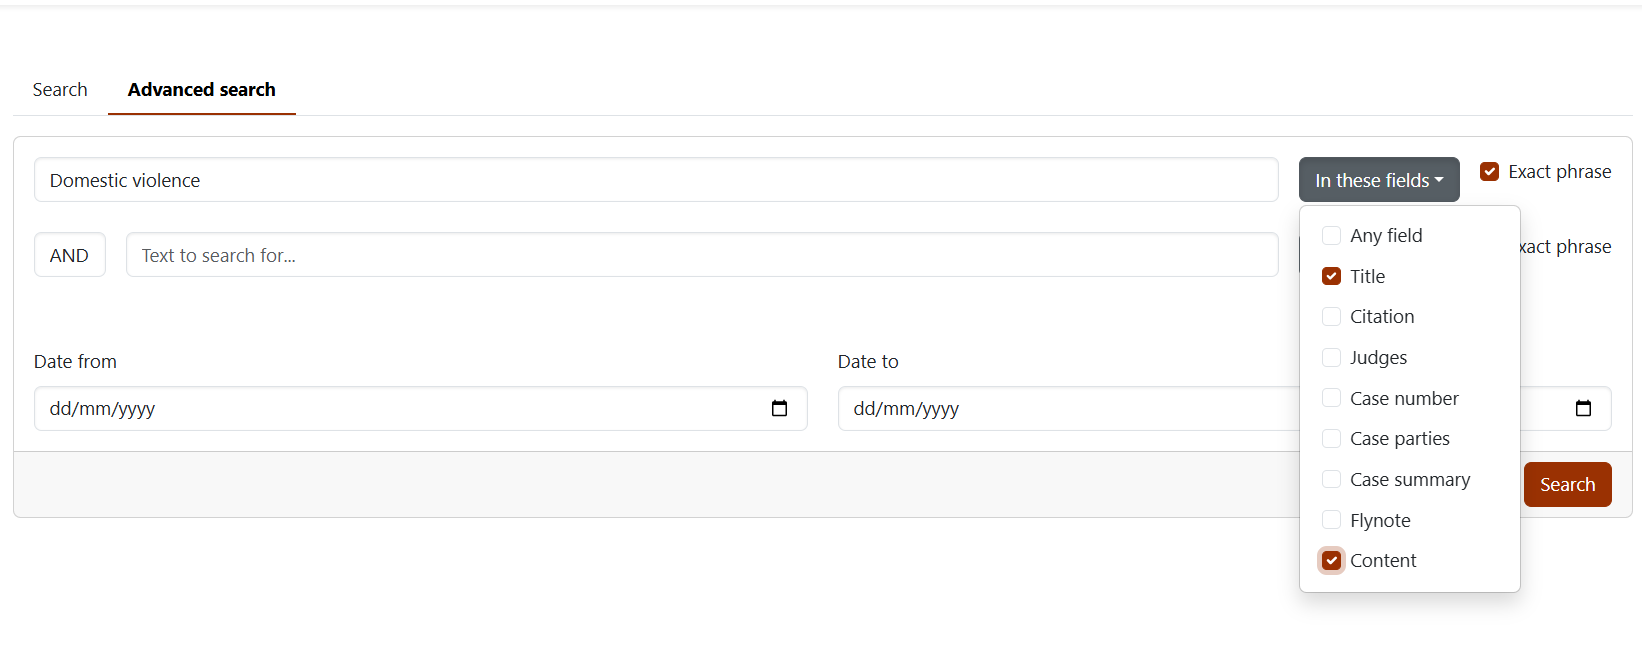 Search Advanced search
Domestic violence In these fields Exact phrase
AND Text to search for... xact phrase
Any field
Title
Citation
Judges
Case number
Case parties
Case summary
Flynote
Content
Date from Date to
dd/mm/yyyy dd/mm/yyyy
Search